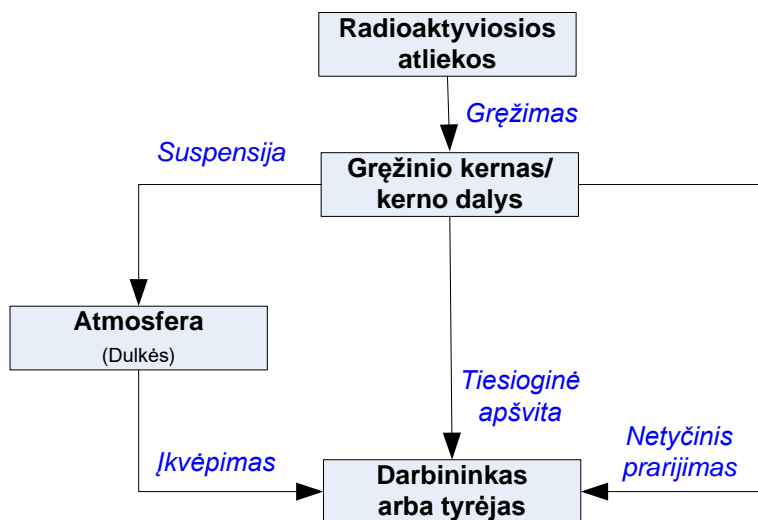 Radioaktyviosios
atliekos
Gręžimas
Suspensija
Gręžinio kernas/
kerno dalys
Atmosfera
(Dulkės)
Tiesioginė
apšvita
Įkvėpimas
Netyčinis
prarijimas
Darbininkas
arba tyrėjas